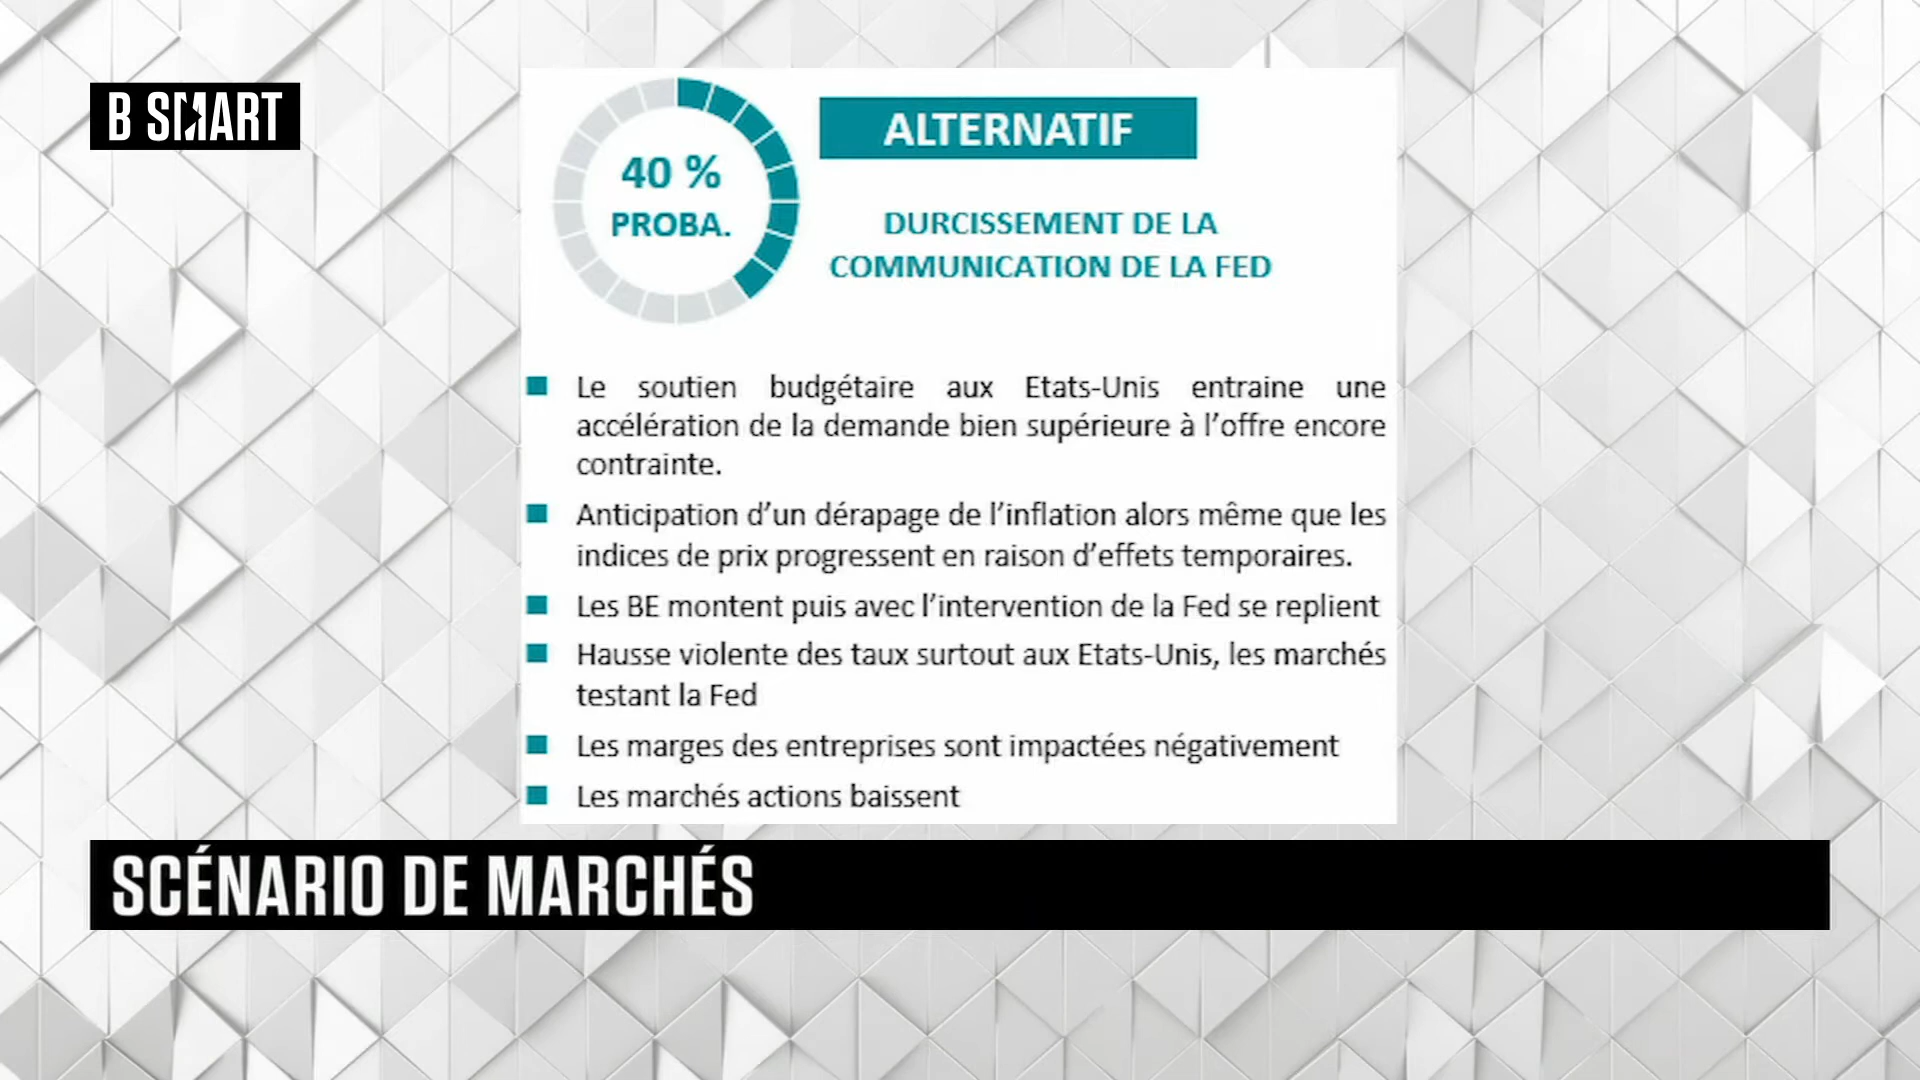 B SMART
40 %
PROBA.
ALTERNATIF
DURCISSEMENT DE LA
COMMUNICATION DE LA FED
Le soutien budgétaire aux Etats-Unis entraine une
accélération de la demande bien supérieure à l’offre encore
contrainte.
Anticipation d’un dérapage de l’inflation alors même que les
indices de prix progressent en raison d’effets temporaires.
Les BE montent puis avec l’intervention de la Fed se replient
Hausse violente des taux surtout aux Etats-Unis, les marchés
testant la Fed
Les marges des entreprises sont impactées négativement
Les marchés actions baissent
SCÉNARIO DE MARCHÉS